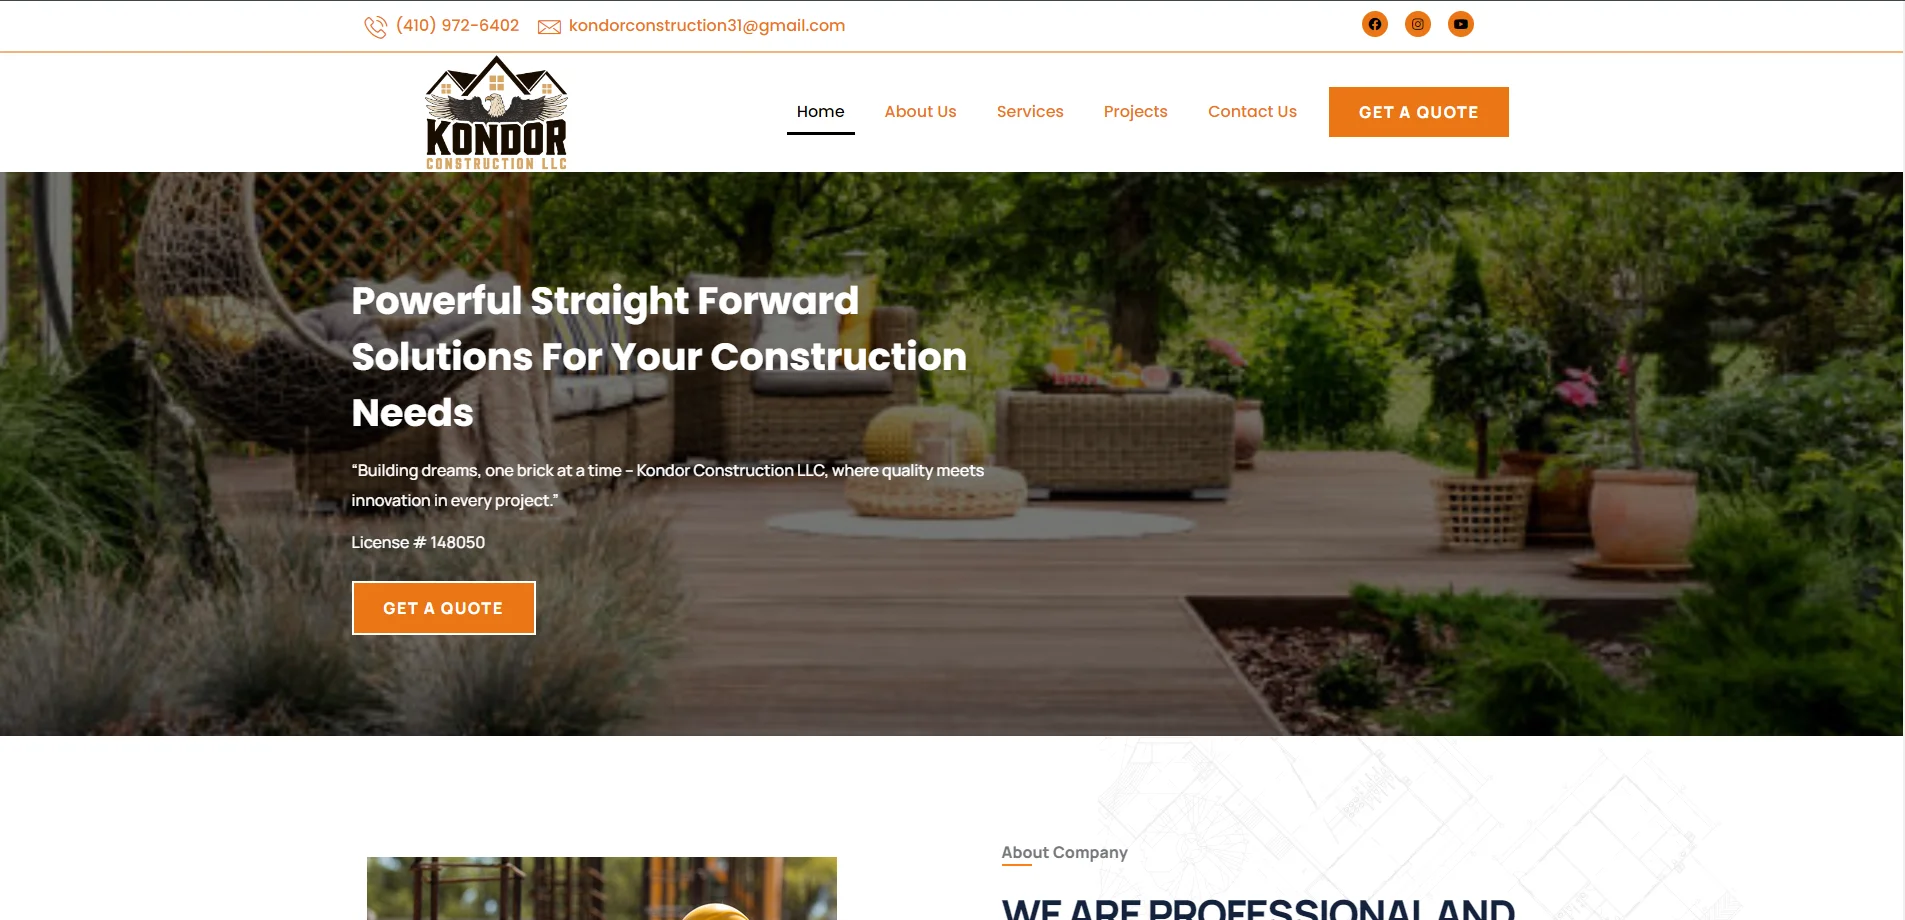 (410) 972-6402 kondorconstruction31@gmail.com
KONDOR
CONSTRUCTION LLC
Home About Us Services Projects Contact Us GET A QUOTE
Powerful Straight Forward
Solutions For Your Construction
Needs
“Building dreams, one brick at a time – Kondor Construction LLC, where quality meets
innovation in every project.”
License # 148050
GET A QUOTE
About Company
WE ARE PROFESSIONAL AND